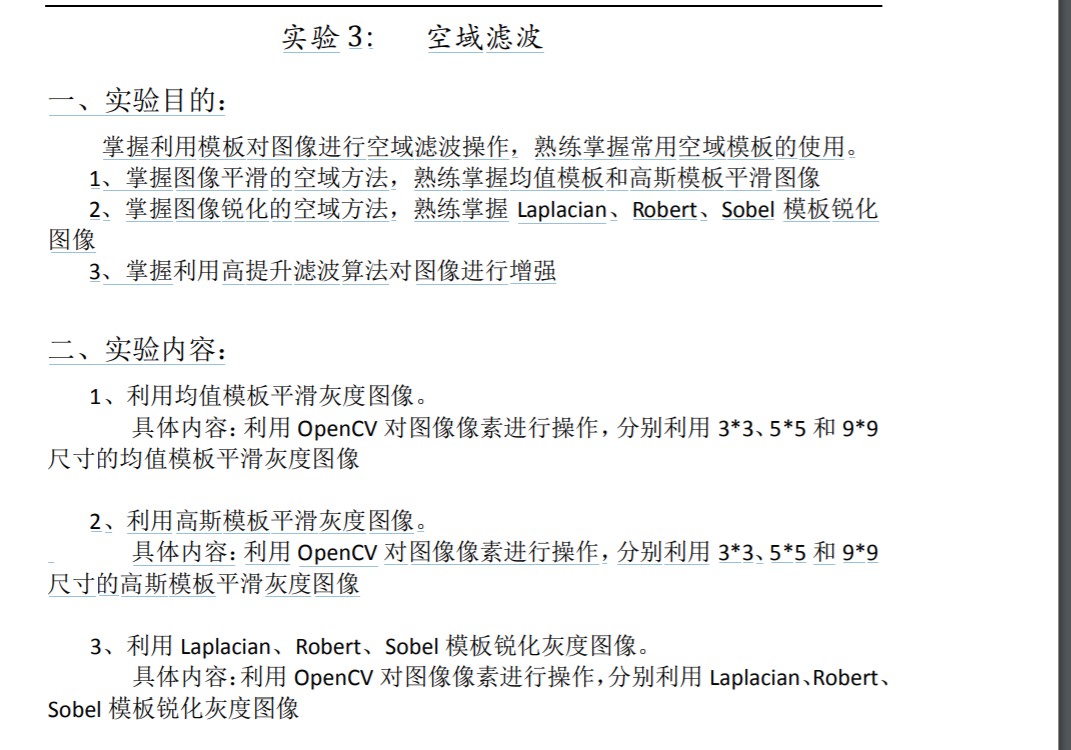 实验 3： 空域滤波
一、实验目的：
掌握利用模板对图像进行空域滤波操作，熟练掌握常用空域模板的使用。
1、掌握图像平滑的空域方法，熟练掌握均值模板和高斯模板平滑图像
2、掌握图像锐化的空域方法，熟练掌握 Laplacian、Robert、Sobel 模板锐化
图像
3、掌握利用高提升滤波算法对图像进行增强
二、实验内容：
1、利用均值模板平滑灰度图像。
具体内容：利用 OpenCV 对图像像素进行操作，分别利用 3*3、5*5 和 9*9
尺寸的均值模板平滑灰度图像
2、利用高斯模板平滑灰度图像。
具体内容：利用 OpenCV 对图像像素进行操作，分别利用 3*3、5*5 和 9*9
尺寸的高斯模板平滑灰度图像
3、利用 Laplacian、Robert、Sobel 模板锐化灰度图像。
具体内容：利用 OpenCV 对图像像素进行操作，分别利用 Laplacian、Robert、
Sobel 模板锐化灰度图像